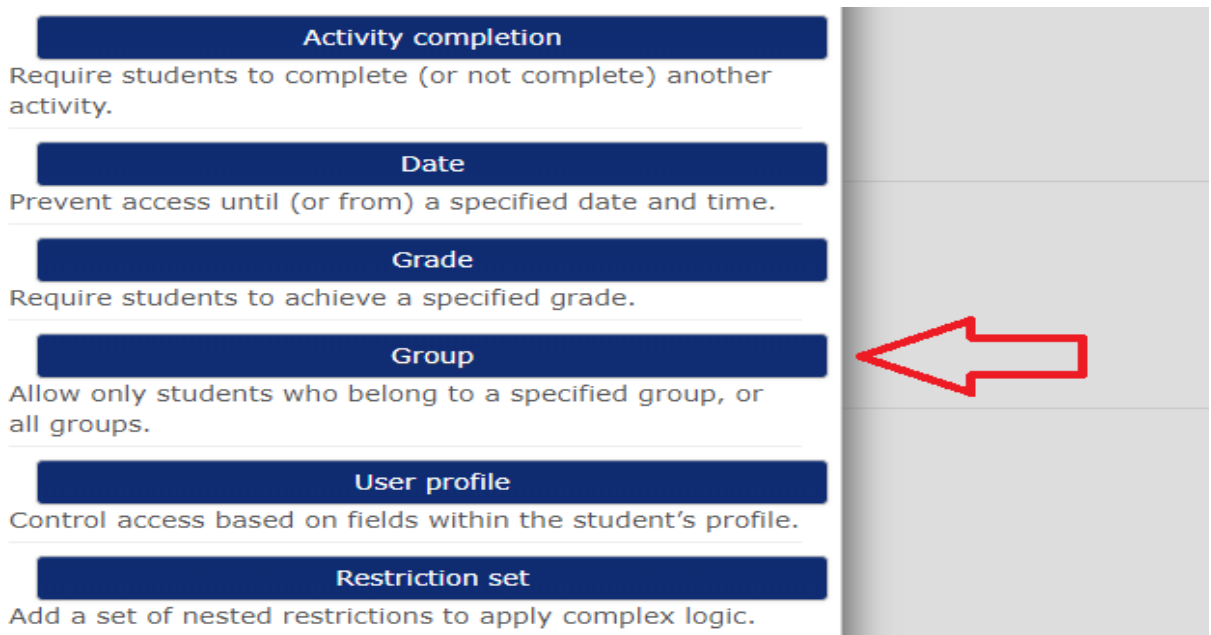 Activity completion
Require students to complete (or not complete) another
activity.
Date
Prevent access until (or from) a specified date and time.
Grade
Require students to achieve a specified grade.
Group
Allow only students who belong to a specified group, or
all groups.
User profile
Control access based on fields within the student’s profile.
Restriction set
Add a set of nested restrictions to apply complex logic.